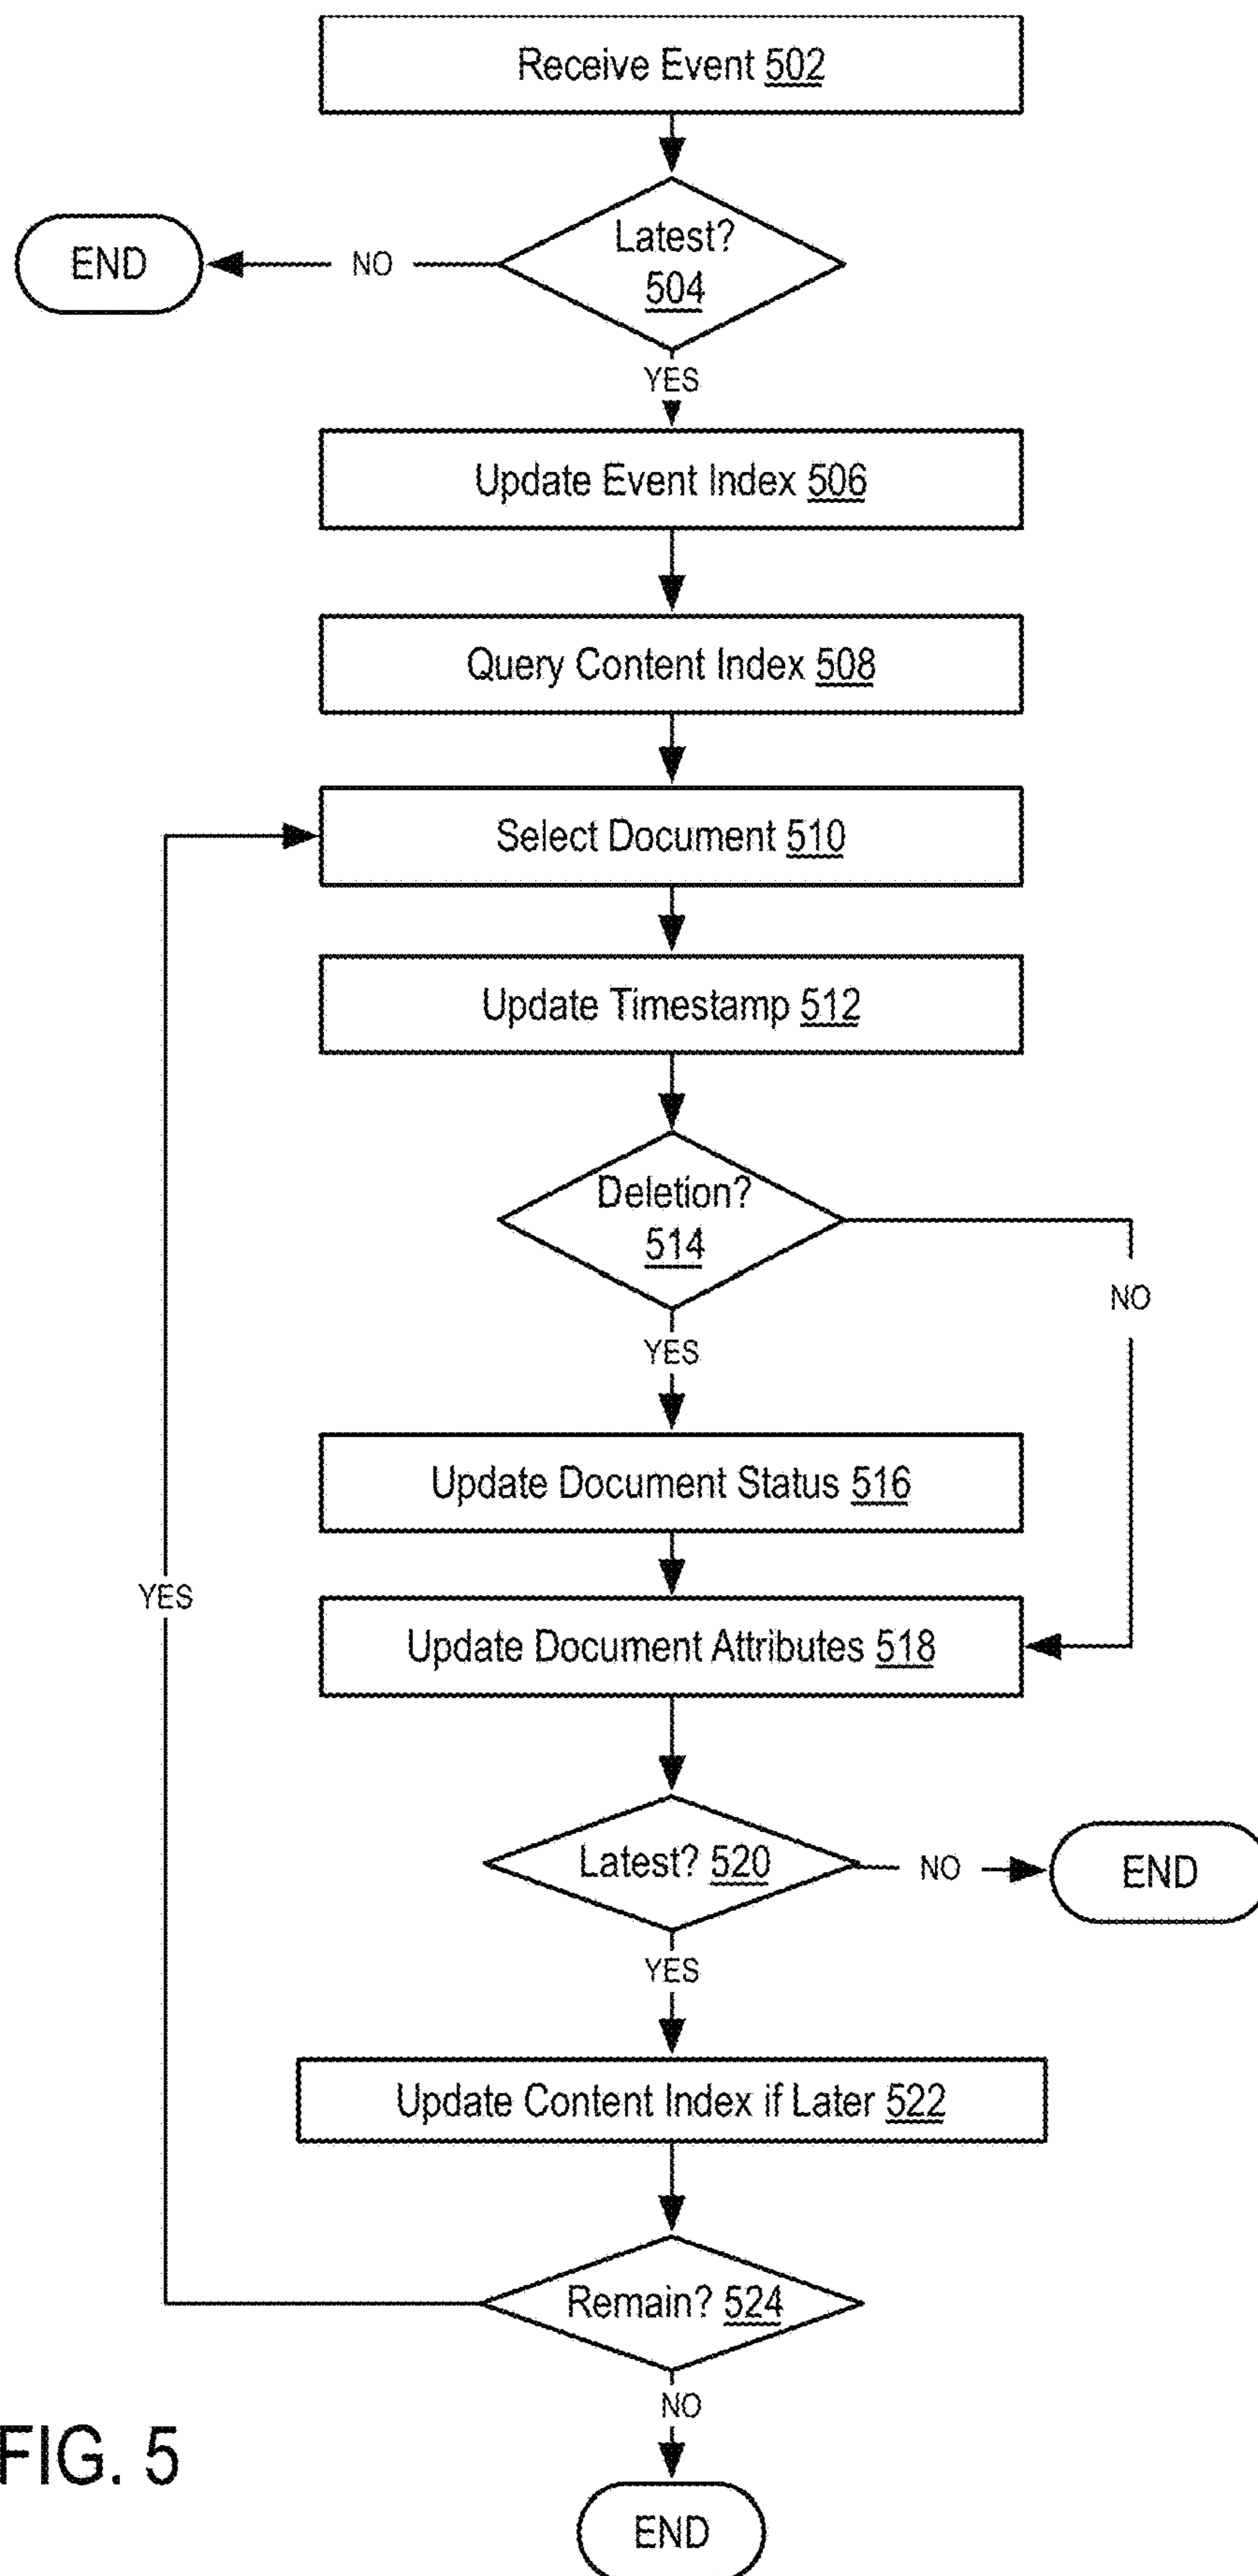 Receive Event 502
Latest?
504
END
NO
YES
Update Event Index 506
Query Content Index 508
Select Document 510
Update Timestamp 512
Deletion?
514
NO
YES
Update Document Status 516
YES
Update Document Attributes 518
Latest? 520
NO
END
YES
Update Content Index if Later 522
Remain? 524
NO
FIG. 5
END